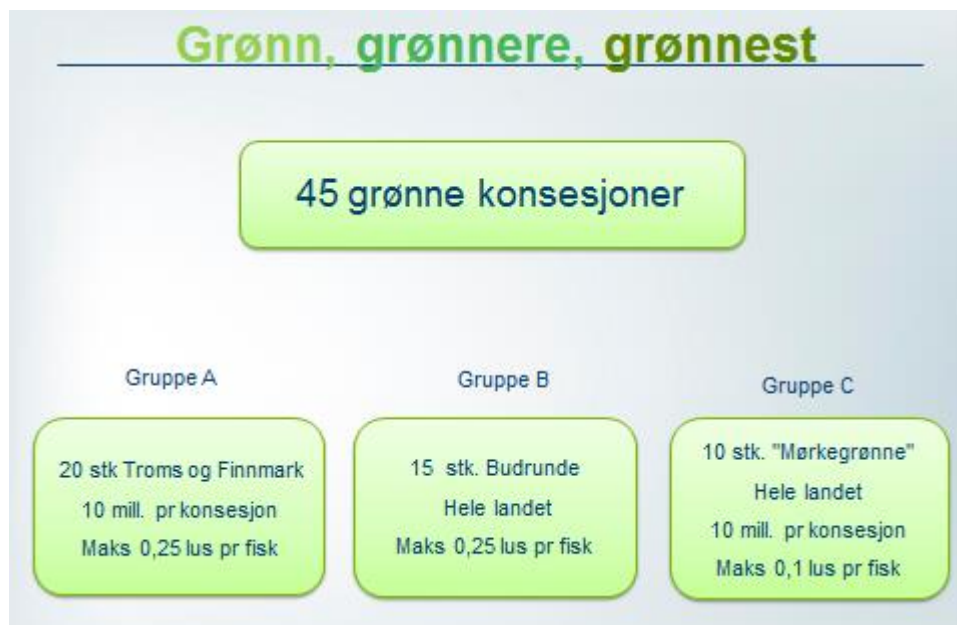 Grønn, grønnere, grønnest
45 grønne konsesjoner
Gruppe A
20 stk Troms og Finnmark
10 mill. pr konsesjon
Maks 0,25 lus pr fisk
Gruppe B
15 stk. Budrunde
Hele landet
Maks 0,25 lus pr fisk
Gruppe C
10 stk. "Mørkegrønne"
Hele landet
10 mill. pr konsesjon
Maks 0,1 lus pr fisk